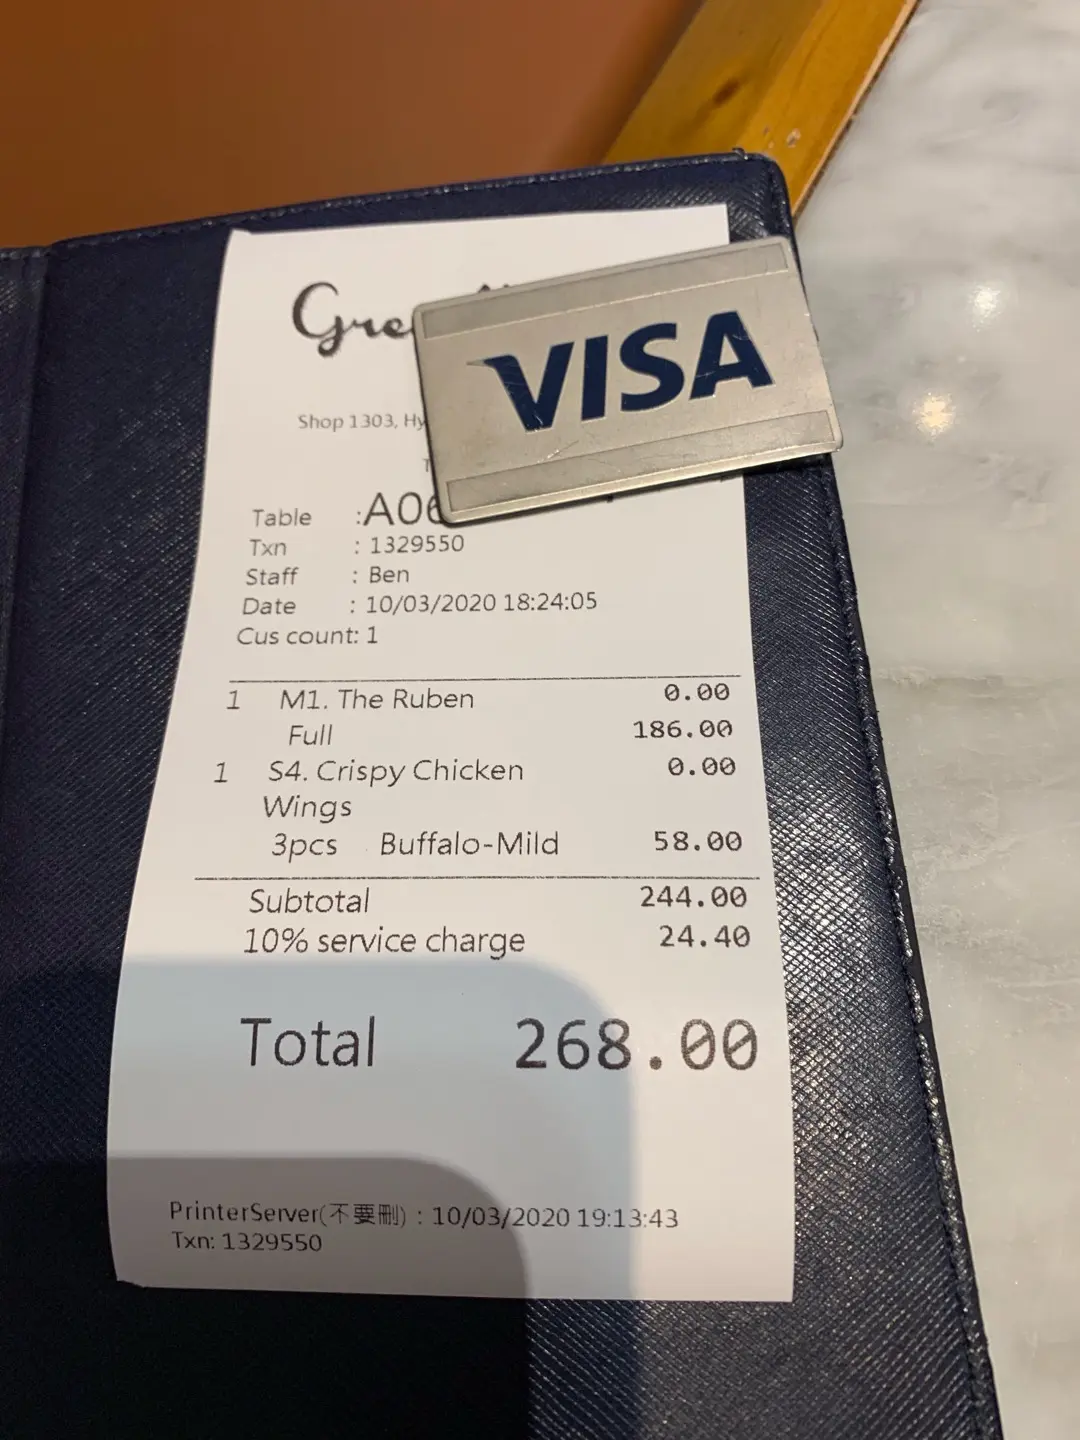 VISA
Shop 1303,
Table :A06
Txn : 1329550
Staff : Ben
Date : 10/03/2020 18:24:05
Cus count: 1
1 M1. The Ruben 0.00
Full 186.00
1 S4. Crispy Chicken 0.00
Wings
3pcs Buffalo-Mild 58.00
Subtotal 244.00
10% service charge 24.40
Total 268.00
PrinterServer(不要刪) : 10/03/2020 19:13:43
Txn: 1329550